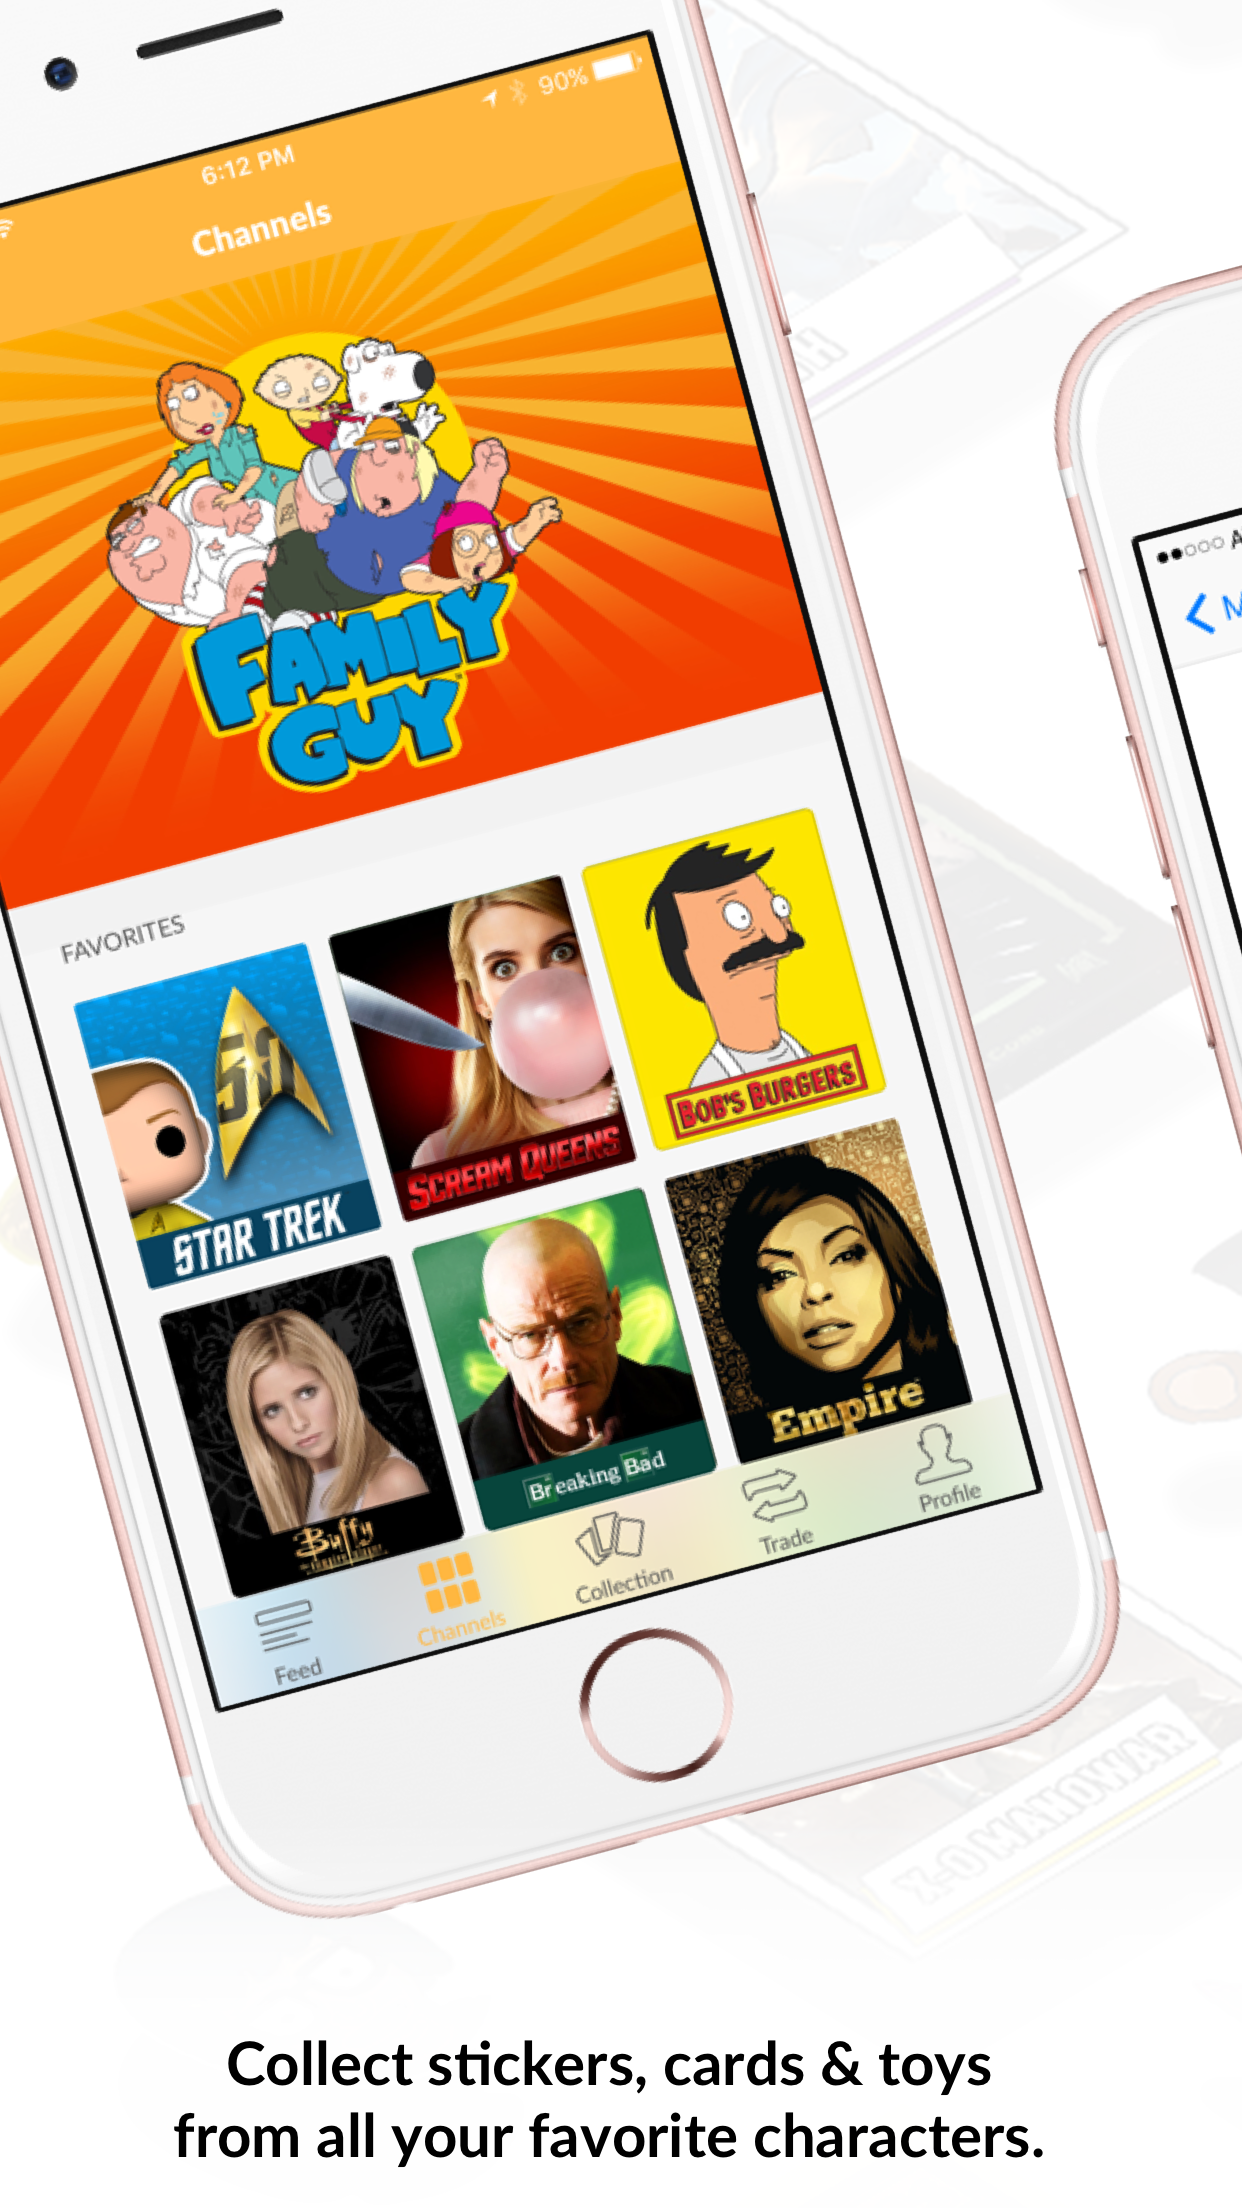 90%
6:12 PM
Channels
FAMILY
GUY
FAVORITES
50
STAR TREK
SCREAM QUEENS
BOB'S BURGERS
Buffy
Breaking Bad
Empire
Feed
Channels
Collection
Trade
Profile
X-O MANOWAR
Collect stickers, cards & toys
from all your favorite characters.